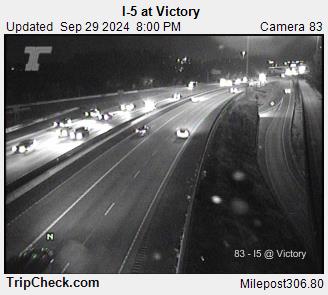 I-5 at Victory
Updated Sep 29 2024 8:00 PM Camera 83
T
N
83 - I5 @ Victory
TripCheck.com Milepost306.80